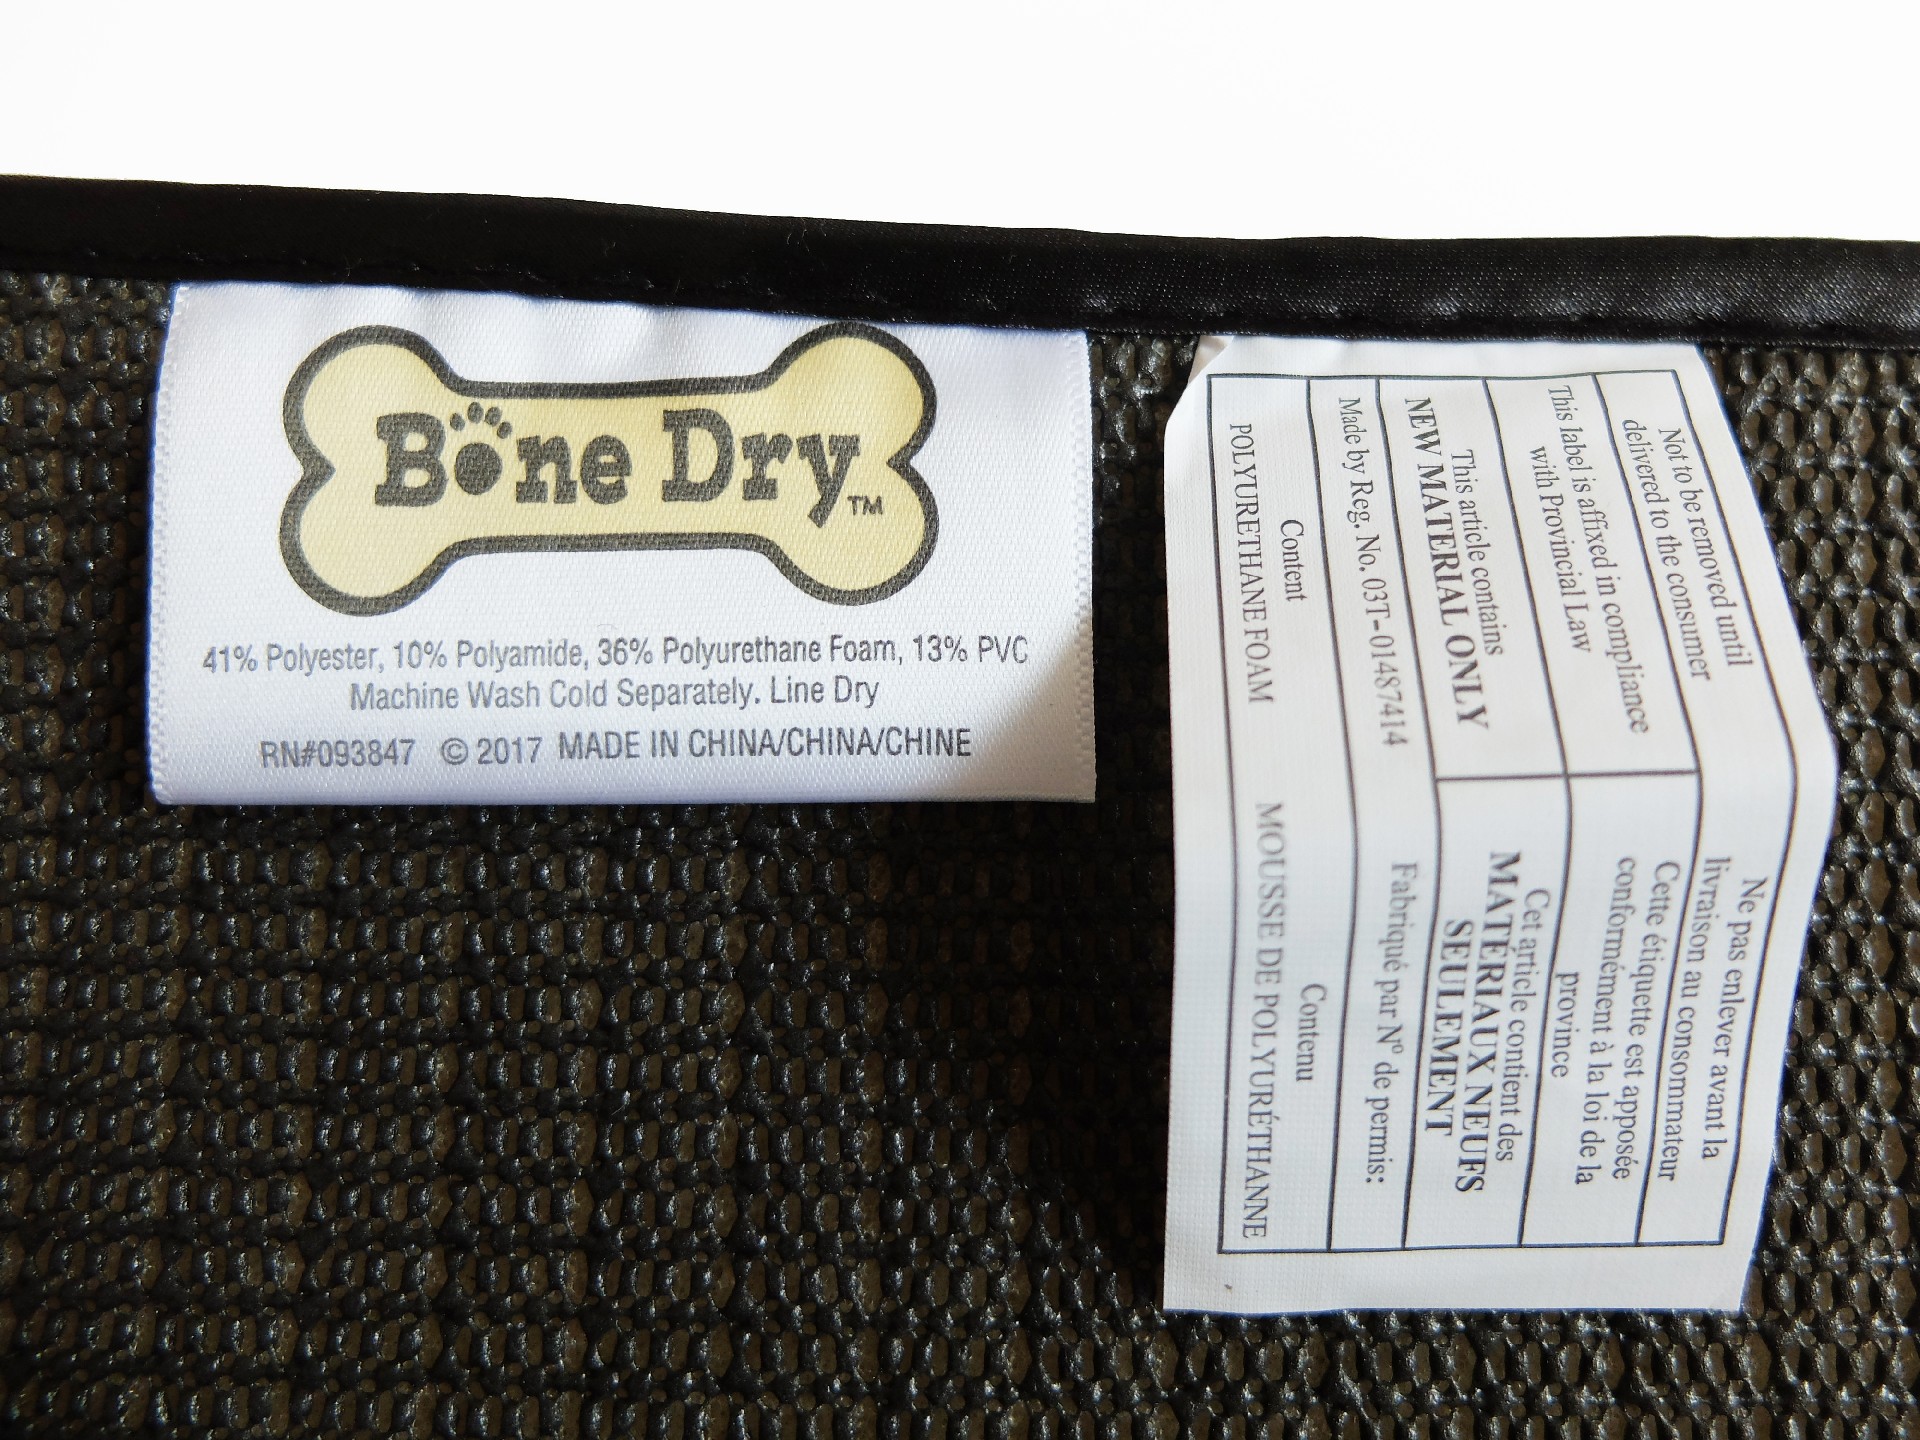 Bone Dry™
41% Polyester, 10% Polyamide, 36% Polyurethane Foam, 13% PVC
Machine Wash Cold Separately. Line Dry
RN#093847 © 2017 MADE IN CHINA/CHINA/CHINE
Not to be removed until
delivered to the consumer
Ne pas enlever avant la
livraison au consommateur
This label is affixed in compliance
with Provincial Law
Cette étiquette est apposée
conformément à la loi de la
province
This article contains
NEW MATERIAL ONLY
Cet article contient des
MATÉRIAUX NEUFS
SEULEMENT
Made by Reg. No. 03T-01487414
Fabriqué par Nº de permis:
Content
POLYURETHANE FOAM
Contenu
MOUSSE DE POLYURÉTHANNE